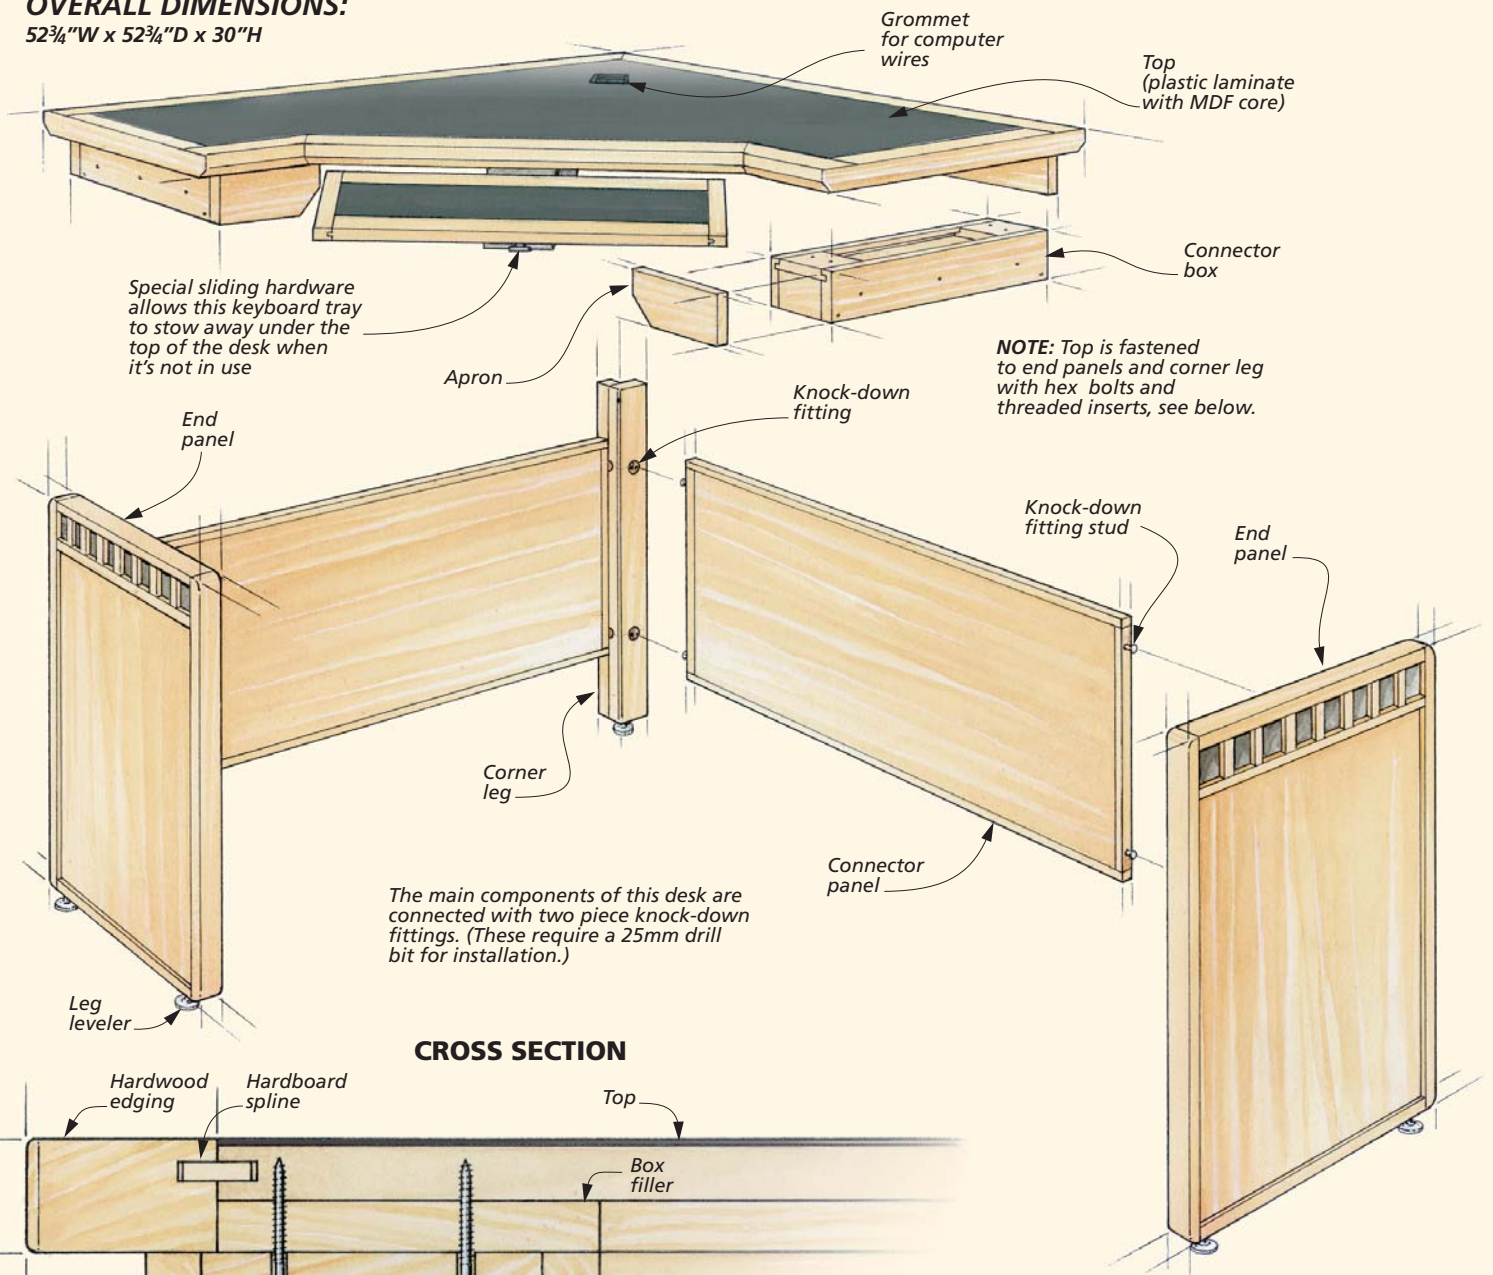 OVERALL DIMENSIONS:
52¾"W x 52¾"D x 30"H
Grommet
for computer
wires
Top
(plastic laminate
with MDF core)
Connector
box
Special sliding hardware
allows this keyboard tray
to stow away under the
top of the desk when
it's not in use
Apron
NOTE: Top is fastened
to end panels and corner leg
with hex bolts and
threaded inserts, see below.
Knock-down
fitting
End
panel
Knock-down
fitting stud
End
panel
Corner
leg
Connector
panel
The main components of this desk are
connected with two piece knock-down
fittings. (These require a 25mm drill
bit for installation.)
Leg
leveler
CROSS SECTION
Hardwood
edging
Hardboard
spline
Top
Box
filler